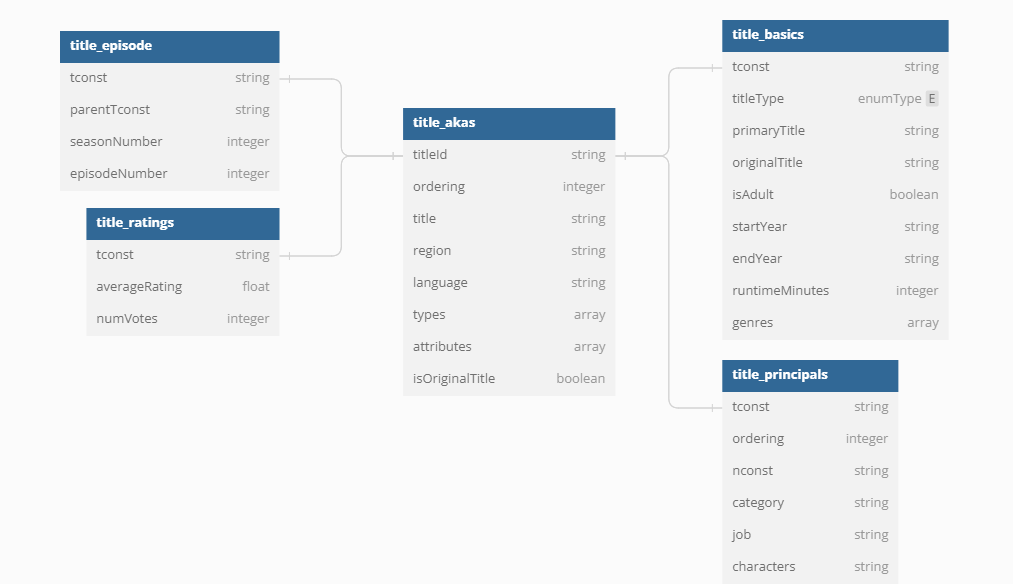 title_episode
tconst string
parentTconst string
seasonNumber integer
episodeNumber integer
title_ratings
tconst string
averageRating float
numVotes integer
title_akas
titleId string
ordering integer
title string
region string
language string
types array
attributes array
isOriginalTitle boolean
title_basics
tconst string
titleType enumType E
primaryTitle string
originalTitle string
isAdult boolean
startYear string
endYear string
runtimeMinutes integer
genres array
title_principals
tconst string
ordering integer
nconst string
category string
job string
characters string